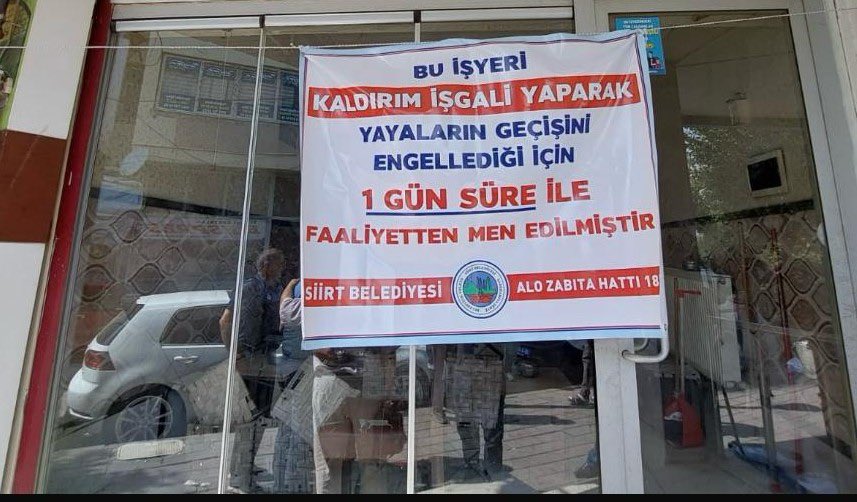 BU İŞYERİ
KALDIRIM İŞGALİ YAPARAK
YAYALARIN GEÇİŞİNİ
ENGELLEDİĞİ İÇİN
1 GÜN SÜRE İLE
FAALİYETTEN MEN EDİLMİŞTİR
SİİRT BELEDİYESİ
ALO ZABITA HATTI 18